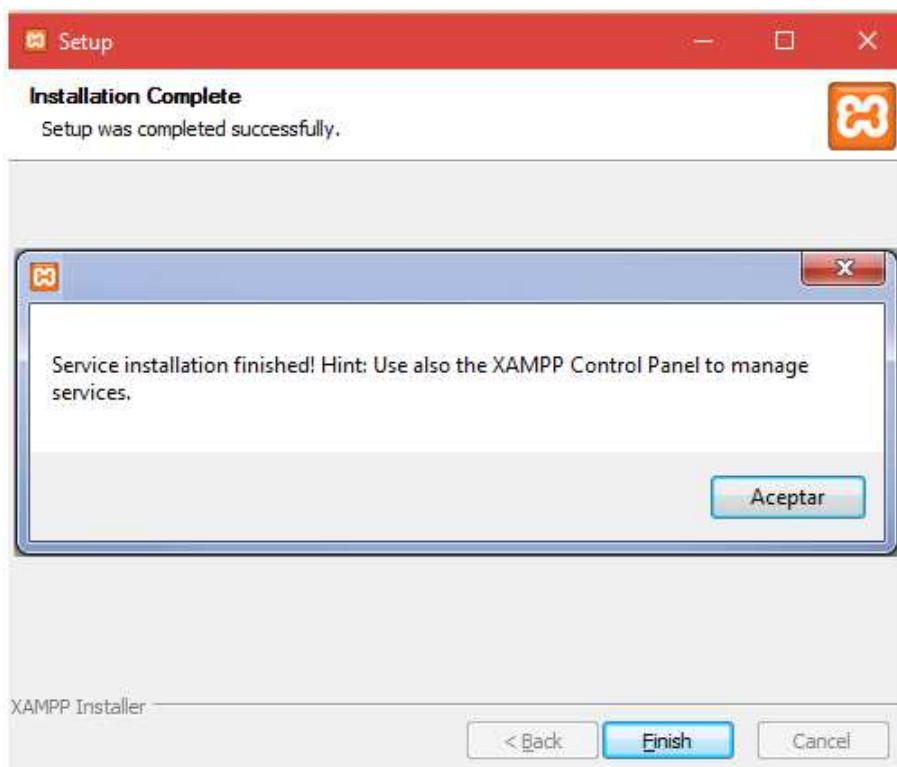 Setup
Installation Complete
Setup was completed successfully.
Service installation finished! Hint: Use also the XAMPP Control Panel to manage
services.
Aceptar
XAMPP Installer
< Back Finish Cancel